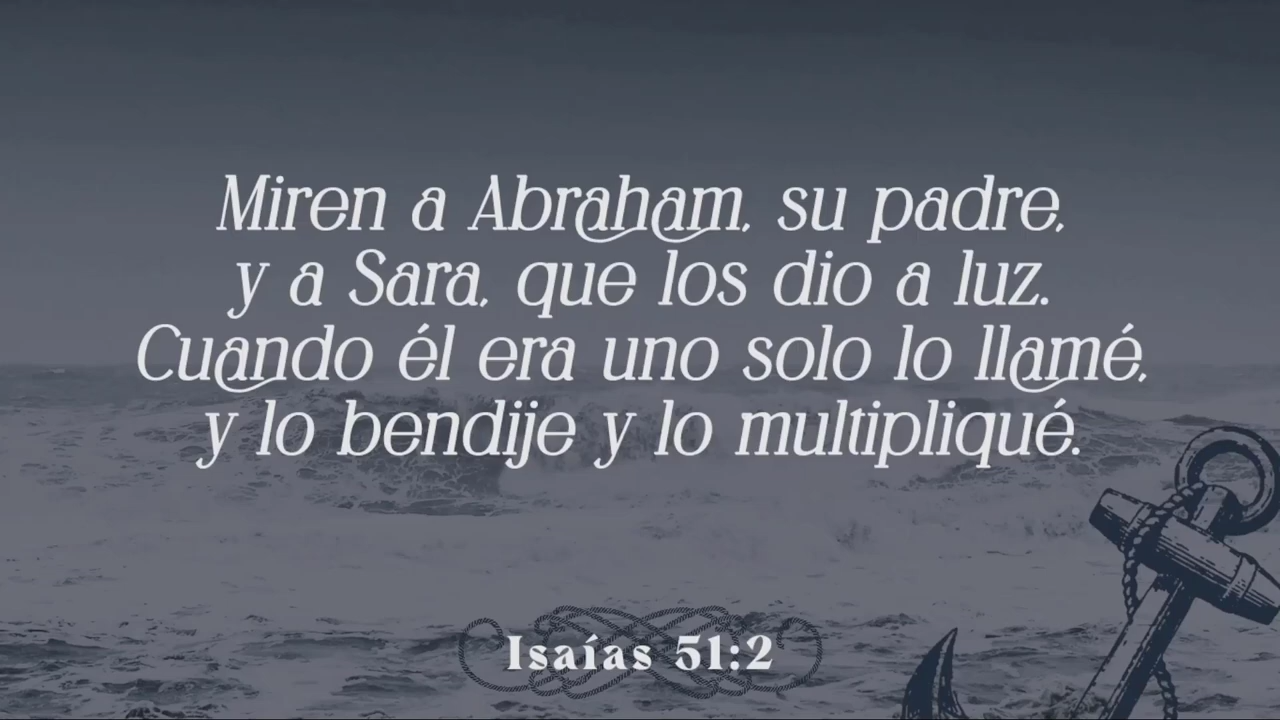 Miren a Abraham, su padre,
y a Sara, que los dio a luz.
Cuando él era uno solo lo llamé,
y lo bendije y lo multipliqué.
Isaías 51:2